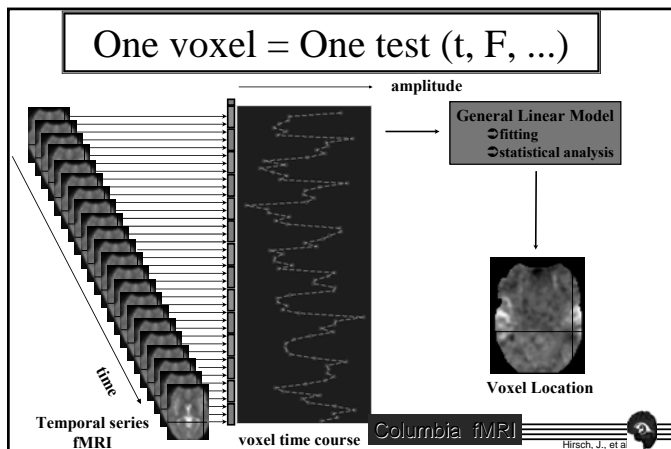 One voxel = One test (t, F, ...)
amplitude
General Linear Model
➲fitting
➲statistical analysis
time
Temporal series
fMRI
voxel time course
Voxel Location
Columbia fMRI
Hirsch, J., et al